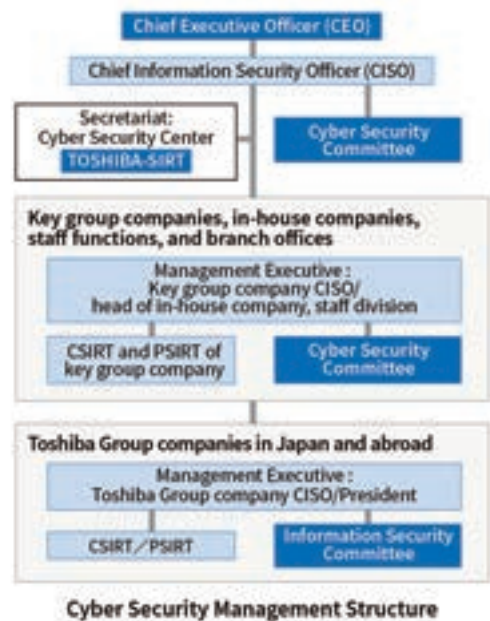 Chief Executive Officer (CEO)
Chief Information Security Officer (CISO)
Secretariat:
Cyber Security Center
TOSHIBA-SIRT
Cyber Security
Committee
Key group companies, in-house companies,
staff functions, and branch offices
Management Executive :
Key group company CISO/
head of in-house company, staff division
CSIRT and PSIRT of
key group company
Cyber Security
Committee
Toshiba Group companies in Japan and abroad
Management Executive :
Toshiba Group company CISO/President
CSIRT／PSIRT
Information Security
Committee
Cyber Security Management Structure